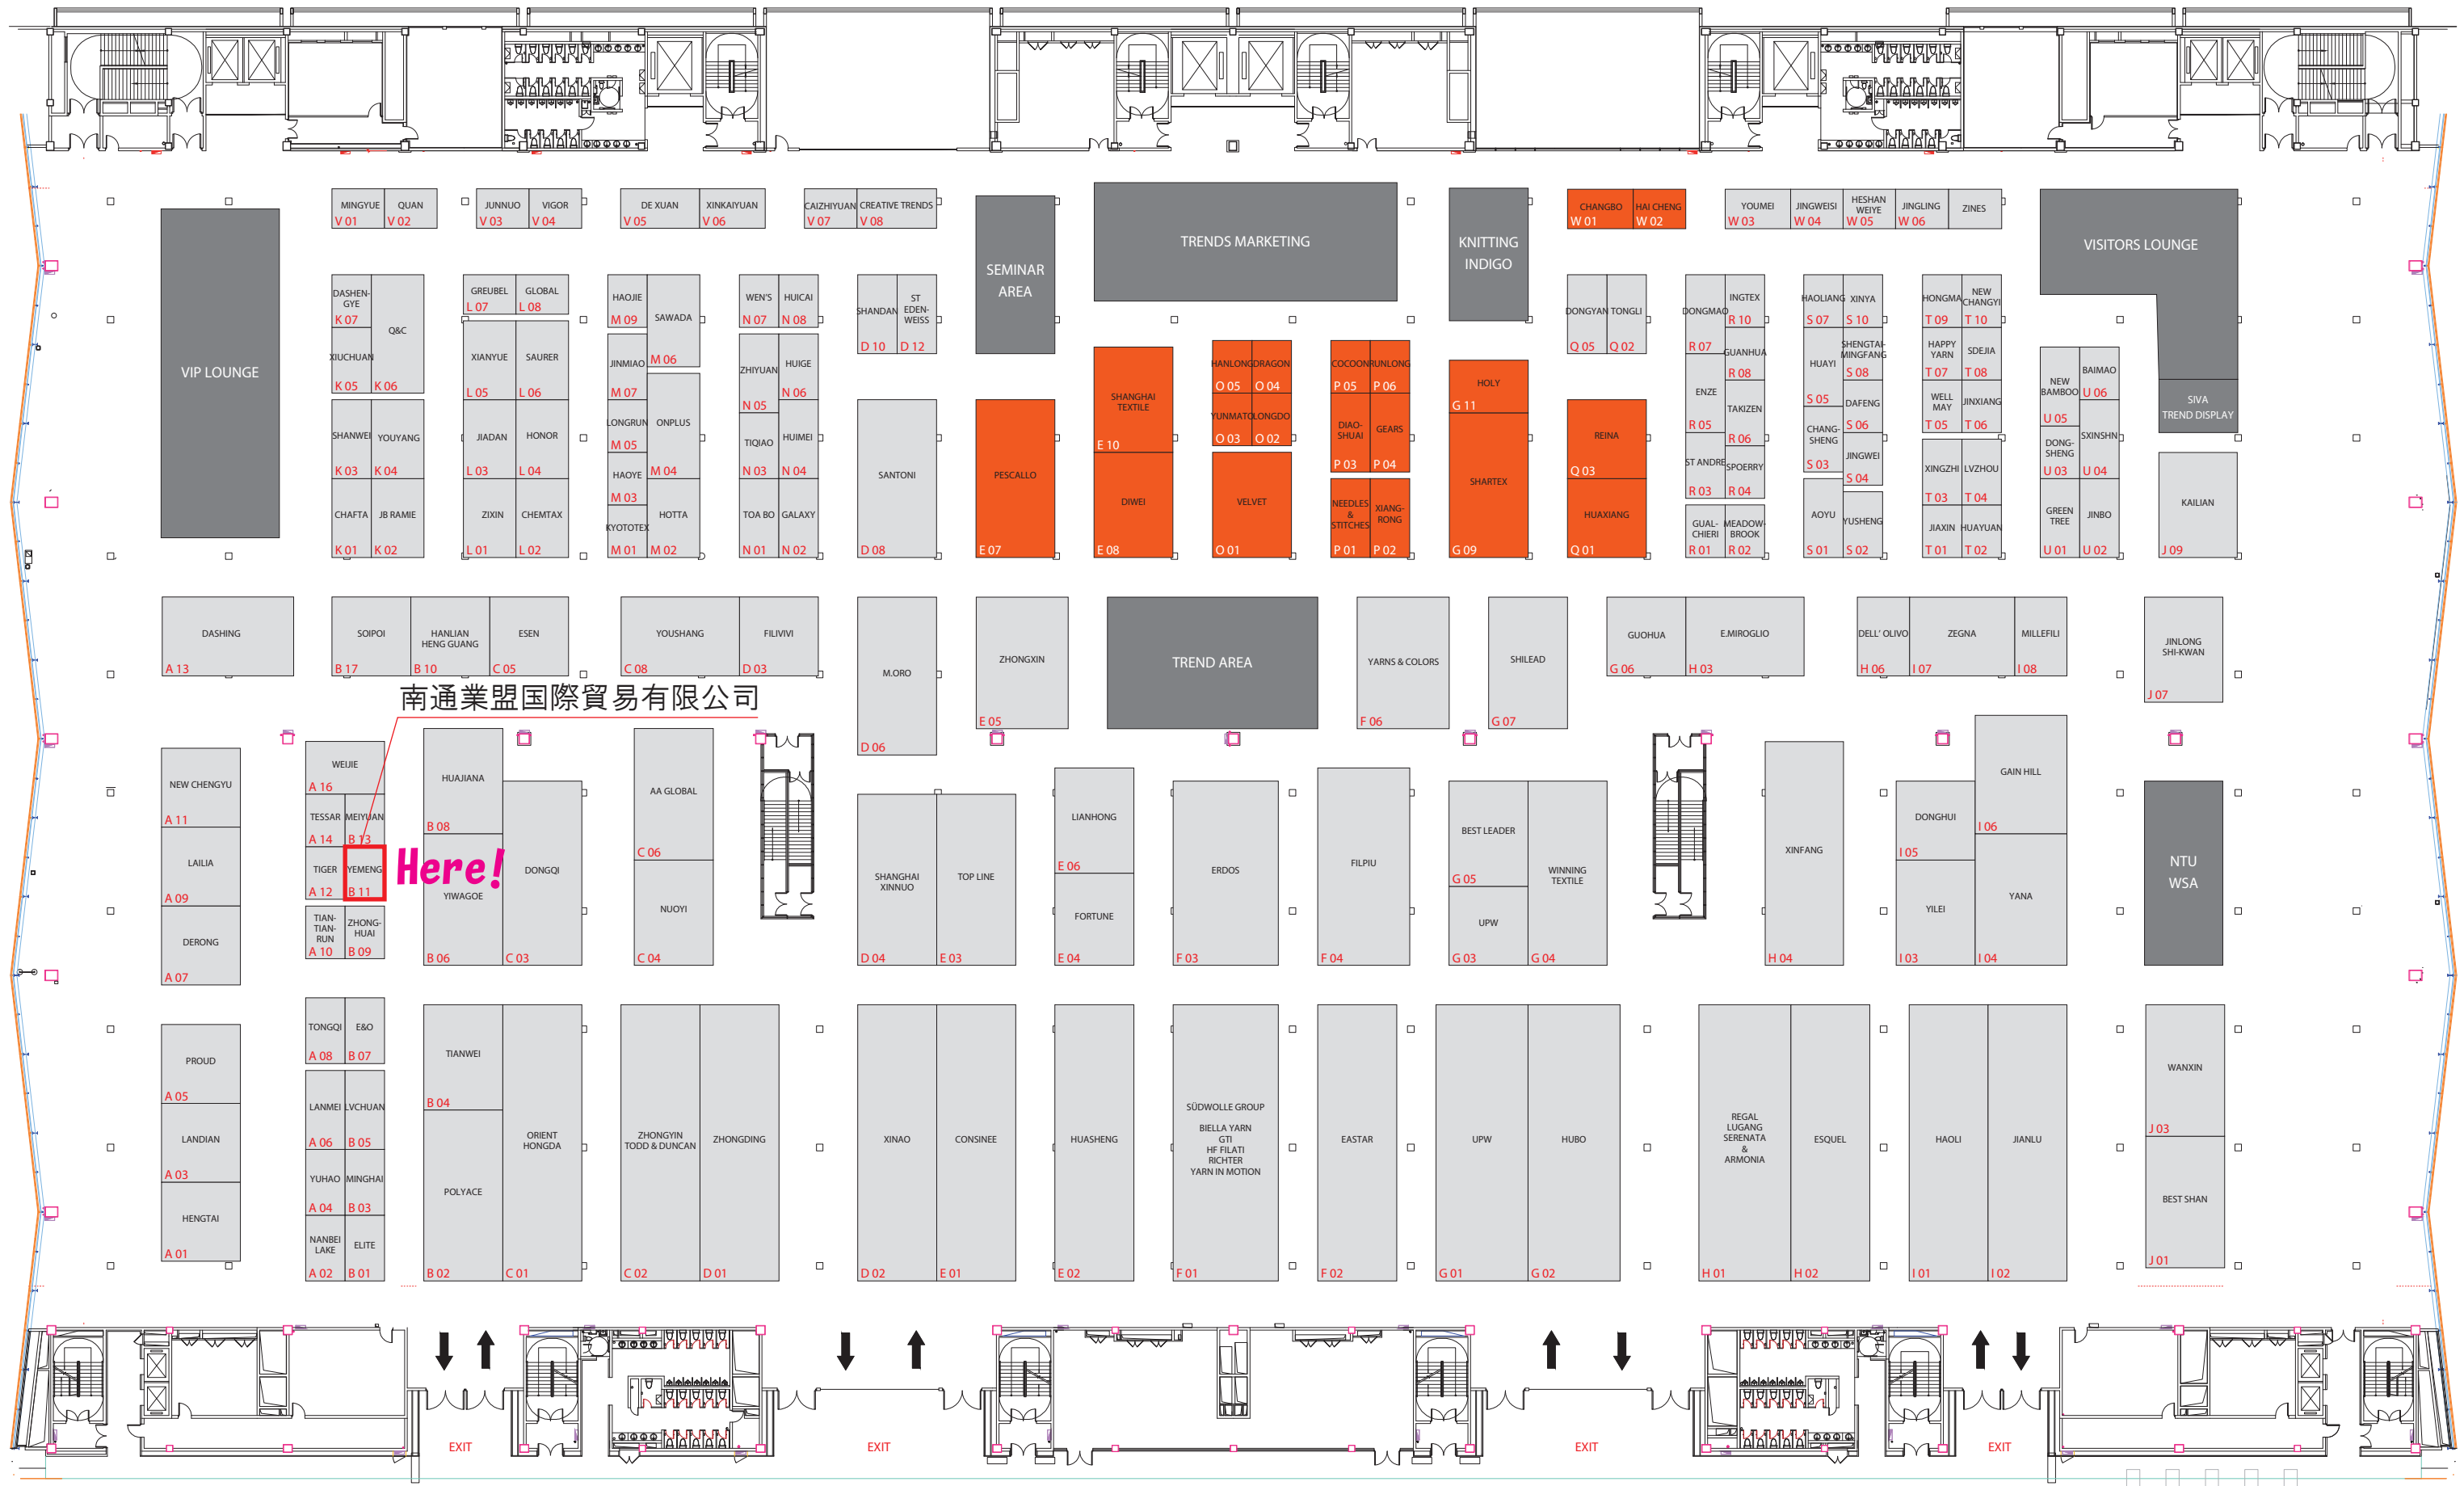 MINGYUE
V 01
QUAN
V 02
JUNNUO
V 03
VIGOR
V 04
DE XUAN
V 05
XINKAIYUAN
V 06
CAIZHIYUAN
V 07
CREATIVE TRENDS
V 08
SEMINAR
AREA
TRENDS MARKETING
KNITTING
INDIGO
CHANGBO
W 01
HAI CHENG
W 02
YOUMEI
W 03
JINGWEISI
W 04
HESHAN
WEIYE
W 05
JINGLING
W 06
ZINES
VISITORS LOUNGE
SIVA
TREND DISPLAY
VIP LOUNGE
DASHEN-
GYE
K 07
Q&C
K 06
XIUCHUAN
K 05
SHANWEI
K 03
YOUYANG
K 04
CHAFTA
K 01
JB RAMIE
K 02
GREUBEL
L 07
GLOBAL
L 08
XIANYUE
L 05
SAURER
L 06
JIADAN
L 03
HONOR
L 04
ZIXIN
L 01
CHEMTAX
L 02
HAOJIE
M 09
SAWADA
M 06
JINMIAO
M 07
LONGRUN
M 05
ONPLUS
M 04
HAOYE
M 03
KYOTOTEX
M 01
HOTTA
M 02
WEN'S
N 07
HUICAI
N 08
ZHIYUAN
N 05
HUIGE
N 06
TIQIAO
N 03
HUIMEI
N 04
TOA BO
N 01
GALAXY
N 02
SHANDAN
D 10
ST
EDEN-
WEISS
D 12
SANTONI
D 08
PESCALLO
E 07
SHANGHAI
TEXTILE
E 10
DIWEI
E 08
HANLONG
O 05
DRAGON
O 04
YUNMATO
O 03
LONGDO
O 02
VELVET
O 01
COCOON
P 05
RUNLONG
P 06
DIAO-
SHUAI
P 03
GEARS
P 04
NEEDLES
&
STITCHES
P 01
XIANG-
RONG
P 02
HOLY
G 11
SHARTEX
G 09
DONGYAN
Q 05
TONGLI
Q 02
REINA
Q 03
HUAXIANG
Q 01
DONGMAO
R 07
INGTEX
R 10
GUANHUA
R 08
ENZE
R 05
TAKIZEN
R 06
ST ANDRE
R 03
SPOERRY
R 04
GUAL-
CHIERI
R 01
MEADOW-
BROOK
R 02
HAOLIANG
S 07
XINYA
S 10
HUAYI
S 05
SHENGTAI-
MINGFANG
S 08
DAFENG
S 06
CHANG-
SHENG
S 03
JINGWEI
S 04
AOYU
S 01
YUSHENG
S 02
HONGMA
T 09
NEW
CHANGYI
T 10
HAPPY
YARN
T 07
SDEJIA
T 08
WELL
MAY
T 05
JINXIANG
T 06
XINGZHI
T 03
LVZHOU
T 04
JIAXIN
T 01
HUAYUAN
T 02
NEW
BAMBOO
U 05
BAIMAO
U 06
DONG-
SHENG
U 03
SXINSHN
U 04
GREEN
TREE
U 01
JINBO
U 02
KAILIAN
J 09
DASHING
A 13
SOIPOI
B 17
HANLIAN
HENG GUANG
B 10
ESEN
C 05
YOUSHANG
C 08
FILIVIVI
D 03
M.ORO
D 06
ZHONGXIN
E 05
TREND AREA
YARNS & COLORS
F 06
SHILEAD
G 07
GUOHUA
G 06
E.MIROGLIO
H 03
DELL' OLIVO
H 06
ZEGNA
I 07
MILLEFILI
I 08
JINLONG
SHI-KWAN
J 07
南通業盟国際貿易有限公司
NEW CHENGYU
A 11
LAILIA
A 09
DERONG
A 07
WEIJIE
A 16
TESSAR
A 14
MEIYUAN
B 13
TIGER
A 12
YEMENG
B 11
Here!
TIAN-
TIAN-
RUN
A 10
ZHONG-
HUAI
B 09
HUAJIANA
B 08
YIWAGOE
B 06
DONGQI
C 03
AA GLOBAL
C 06
NUOYI
C 04
SHANGHAI
XINNUO
D 04
TOP LINE
E 03
LIANHONG
E 06
FORTUNE
E 04
ERDOS
F 03
FILPIU
F 04
BEST LEADER
G 05
UPW
G 03
WINNING
TEXTILE
G 04
XINFANG
H 04
DONGHUI
I 05
YILEI
I 03
GAIN HILL
I 06
YANA
I 04
NTU
WSA
PROUD
A 05
LANDIAN
A 03
HENGTAI
A 01
TONGQI
A 08
E&O
B 07
LANMEI
A 06
LVCHUAN
B 05
YUHAO
A 04
MINGHAI
B 03
NANBEI
LAKE
A 02
ELITE
B 01
TIANWEI
B 04
POLYACE
B 02
ORIENT
HONGDA
C 01
ZHONGYIN
TODD & DUNCAN
C 02
ZHONGDING
D 01
XINAO
D 02
CONSINEE
E 01
HUASHENG
E 02
SÜDWOLLE GROUP
BIELLA YARN
GTI
HF FILATI
RICHTER
YARN IN MOTION
F 01
EASTAR
F 02
UPW
G 01
HUBO
G 02
REGAL
LUGANG
SERENATA
&
ARMONIA
H 01
ESQUEL
H 02
HAOLI
I 01
JIANLU
I 02
WANXIN
J 03
BEST SHAN
J 01
EXIT
EXIT
EXIT
EXIT